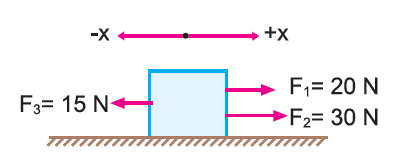 -x +x
F₁= 20 N
F₃= 15 N
F₂= 30 N